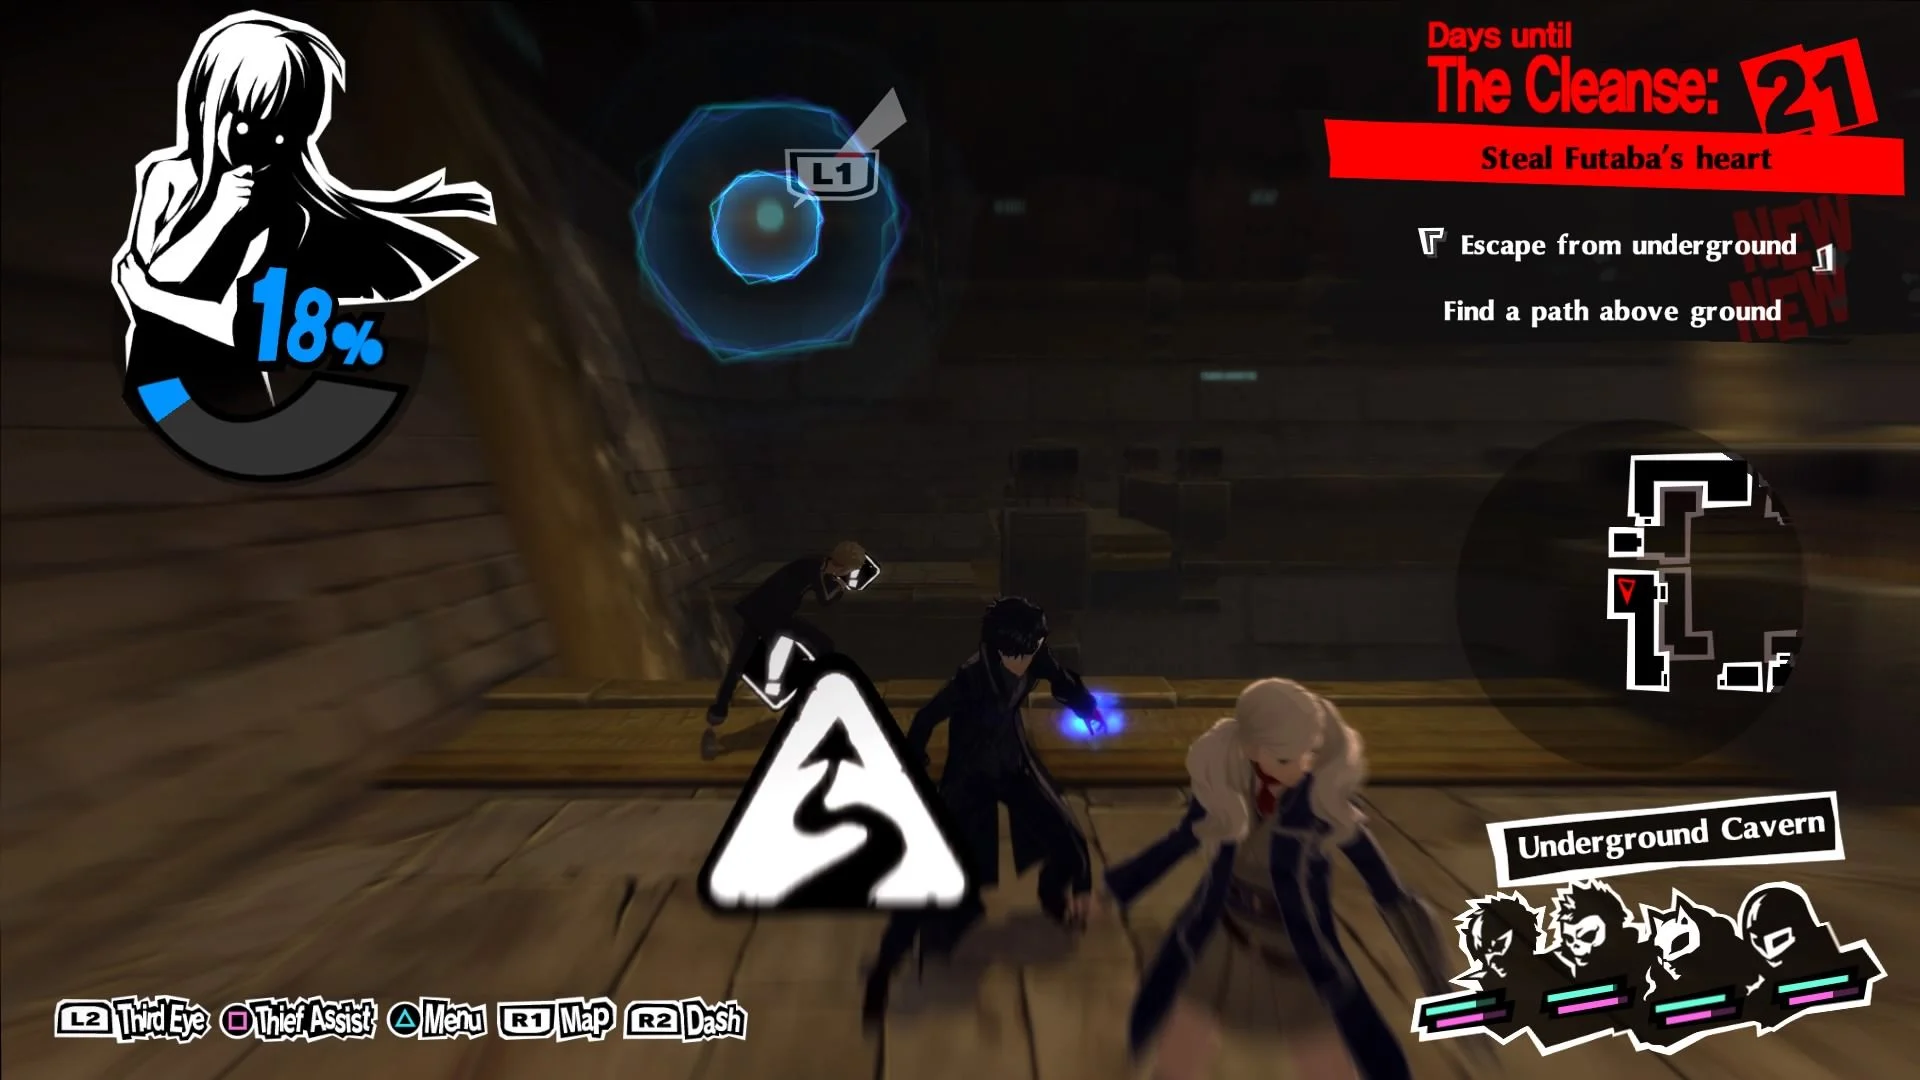 Days until
The Cleanse: 21
Steal Futaba's heart
L1
18%
NEW
Escape from underground
NEW
Find a path above ground
!
!
Underground Cavern
L2 Third Eye Thief Assist Menu R1 Map R2 Dash